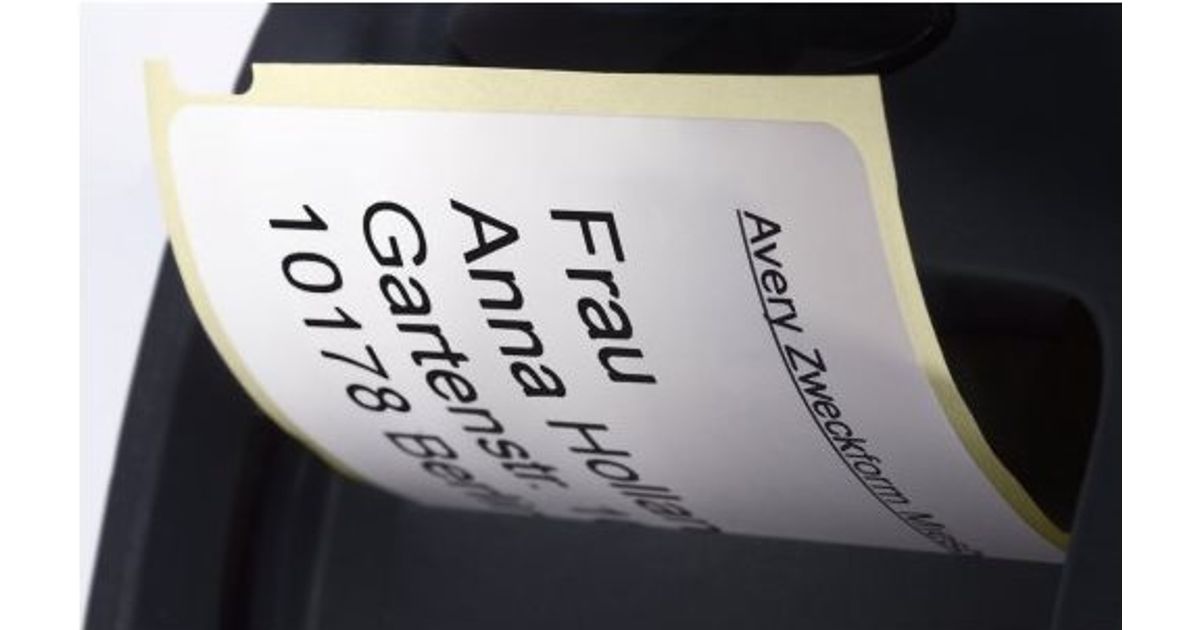 Avery Zweckform
Frau
Anna
Gartenstr.
10178